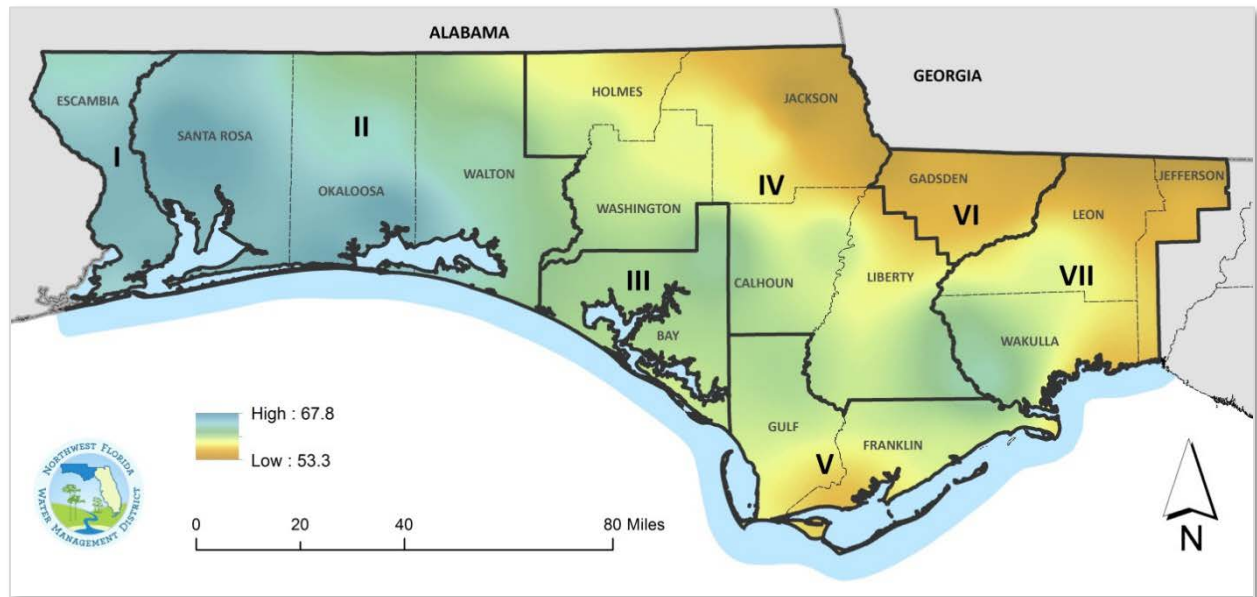 ALABAMA
GEORGIA
ESCAMBIA
I
SANTA ROSA
II
OKALOOSA
WALTON
HOLMES
JACKSON
WASHINGTON
IV
GADSDEN
VI
JEFFERSON
LEON
VII
III
BAY
CALHOUN
LIBERTY
WAKULLA
GULF
V
FRANKLIN
High : 67.8
Low : 53.3
NORTHWEST FLORIDA
WATER MANAGEMENT DISTRICT
0 20 40 80 Miles
N